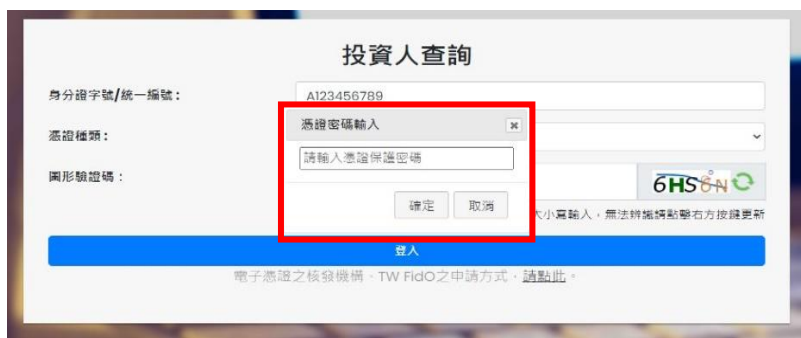 投資人查詢
身分證字號/統一編號：
A123456789
憑證種類：
憑證密碼輸入
請輸入憑證保護密碼
確定 取消
圖形驗證碼：
6HS8N
大小寫輸入，無法辨識請點擊右方按鍵更新
登入
電子憑證之核發機構、TW FidO之申請方式，請點此。